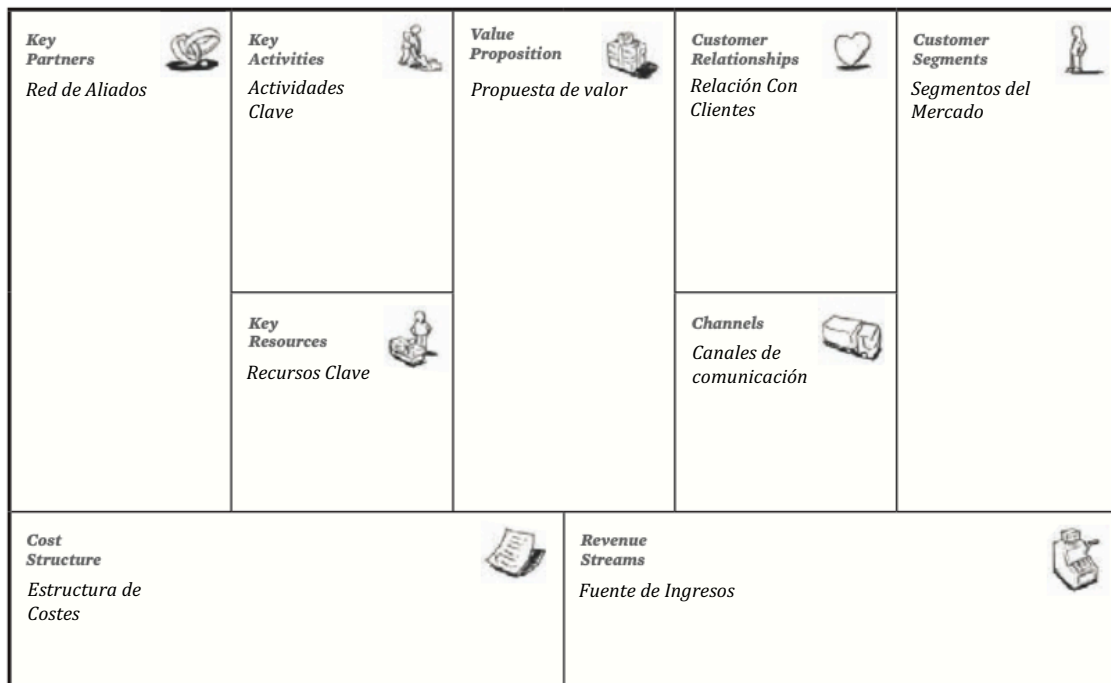 Key
Partners
Red de Aliados
Key
Activities
Actividades
Clave
Key
Resources
Recursos Clave
Value
Proposition
Propuesta de valor
Customer
Relationships
Relación Con
Clientes
Channels
Canales de
comunicación
Customer
Segments
Segmentos del
Mercado
Cost
Structure
Estructura de
Costes
Revenue
Streams
Fuente de Ingresos